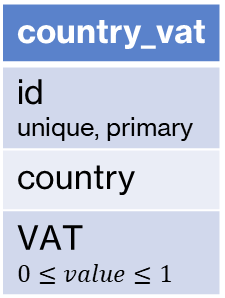 country_vat
id
unique, primary
country
VAT
0 ≤ value ≤ 1